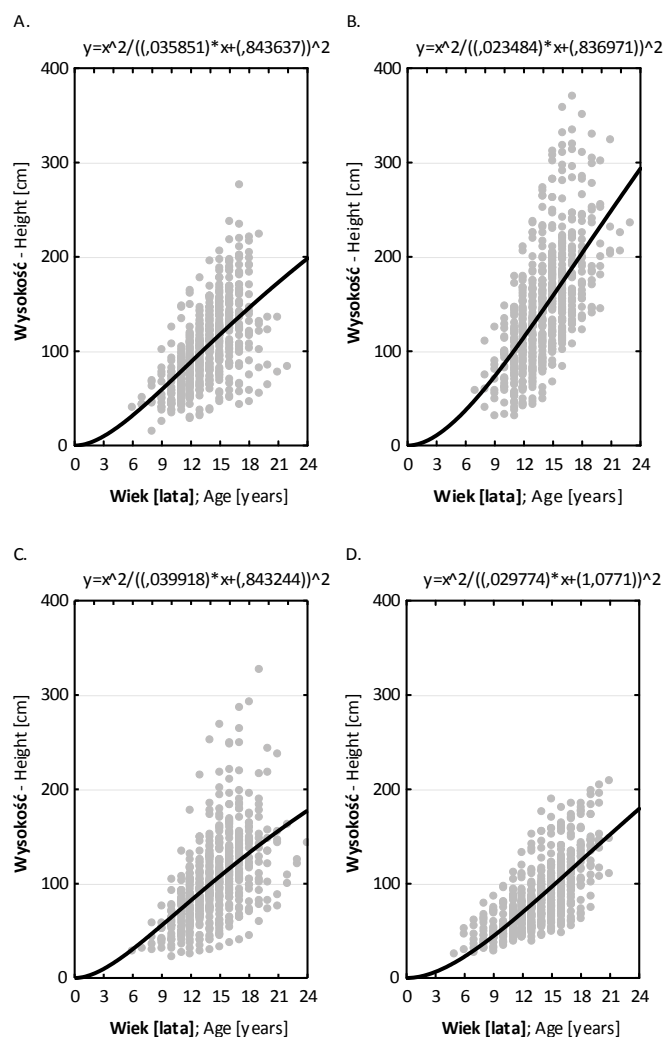 A.
y=x^2/((,035851)*x+(,843637))^2
400
300
200
100
0
Wysokość - Height [cm]
0 3 6 9 12 15 18 21 24
Wiek [lata]; Age [years]
B.
y=x^2/((,023484)*x+(,836971))^2
400
300
200
100
0
Wysokość - Height [cm]
0 3 6 9 12 15 18 21 24
Wiek [lata]; Age [years]
C.
y=x^2/((,039918)*x+(,843244))^2
400
300
200
100
0
Wysokość - Height [cm]
0 3 6 9 12 15 18 21 24
Wiek [lata]; Age [years]
D.
y=x^2/((,029774)*x+(1,0771))^2
400
300
200
100
0
Wysokość - Height [cm]
0 3 6 9 12 15 18 21 24
Wiek [lata]; Age [years]